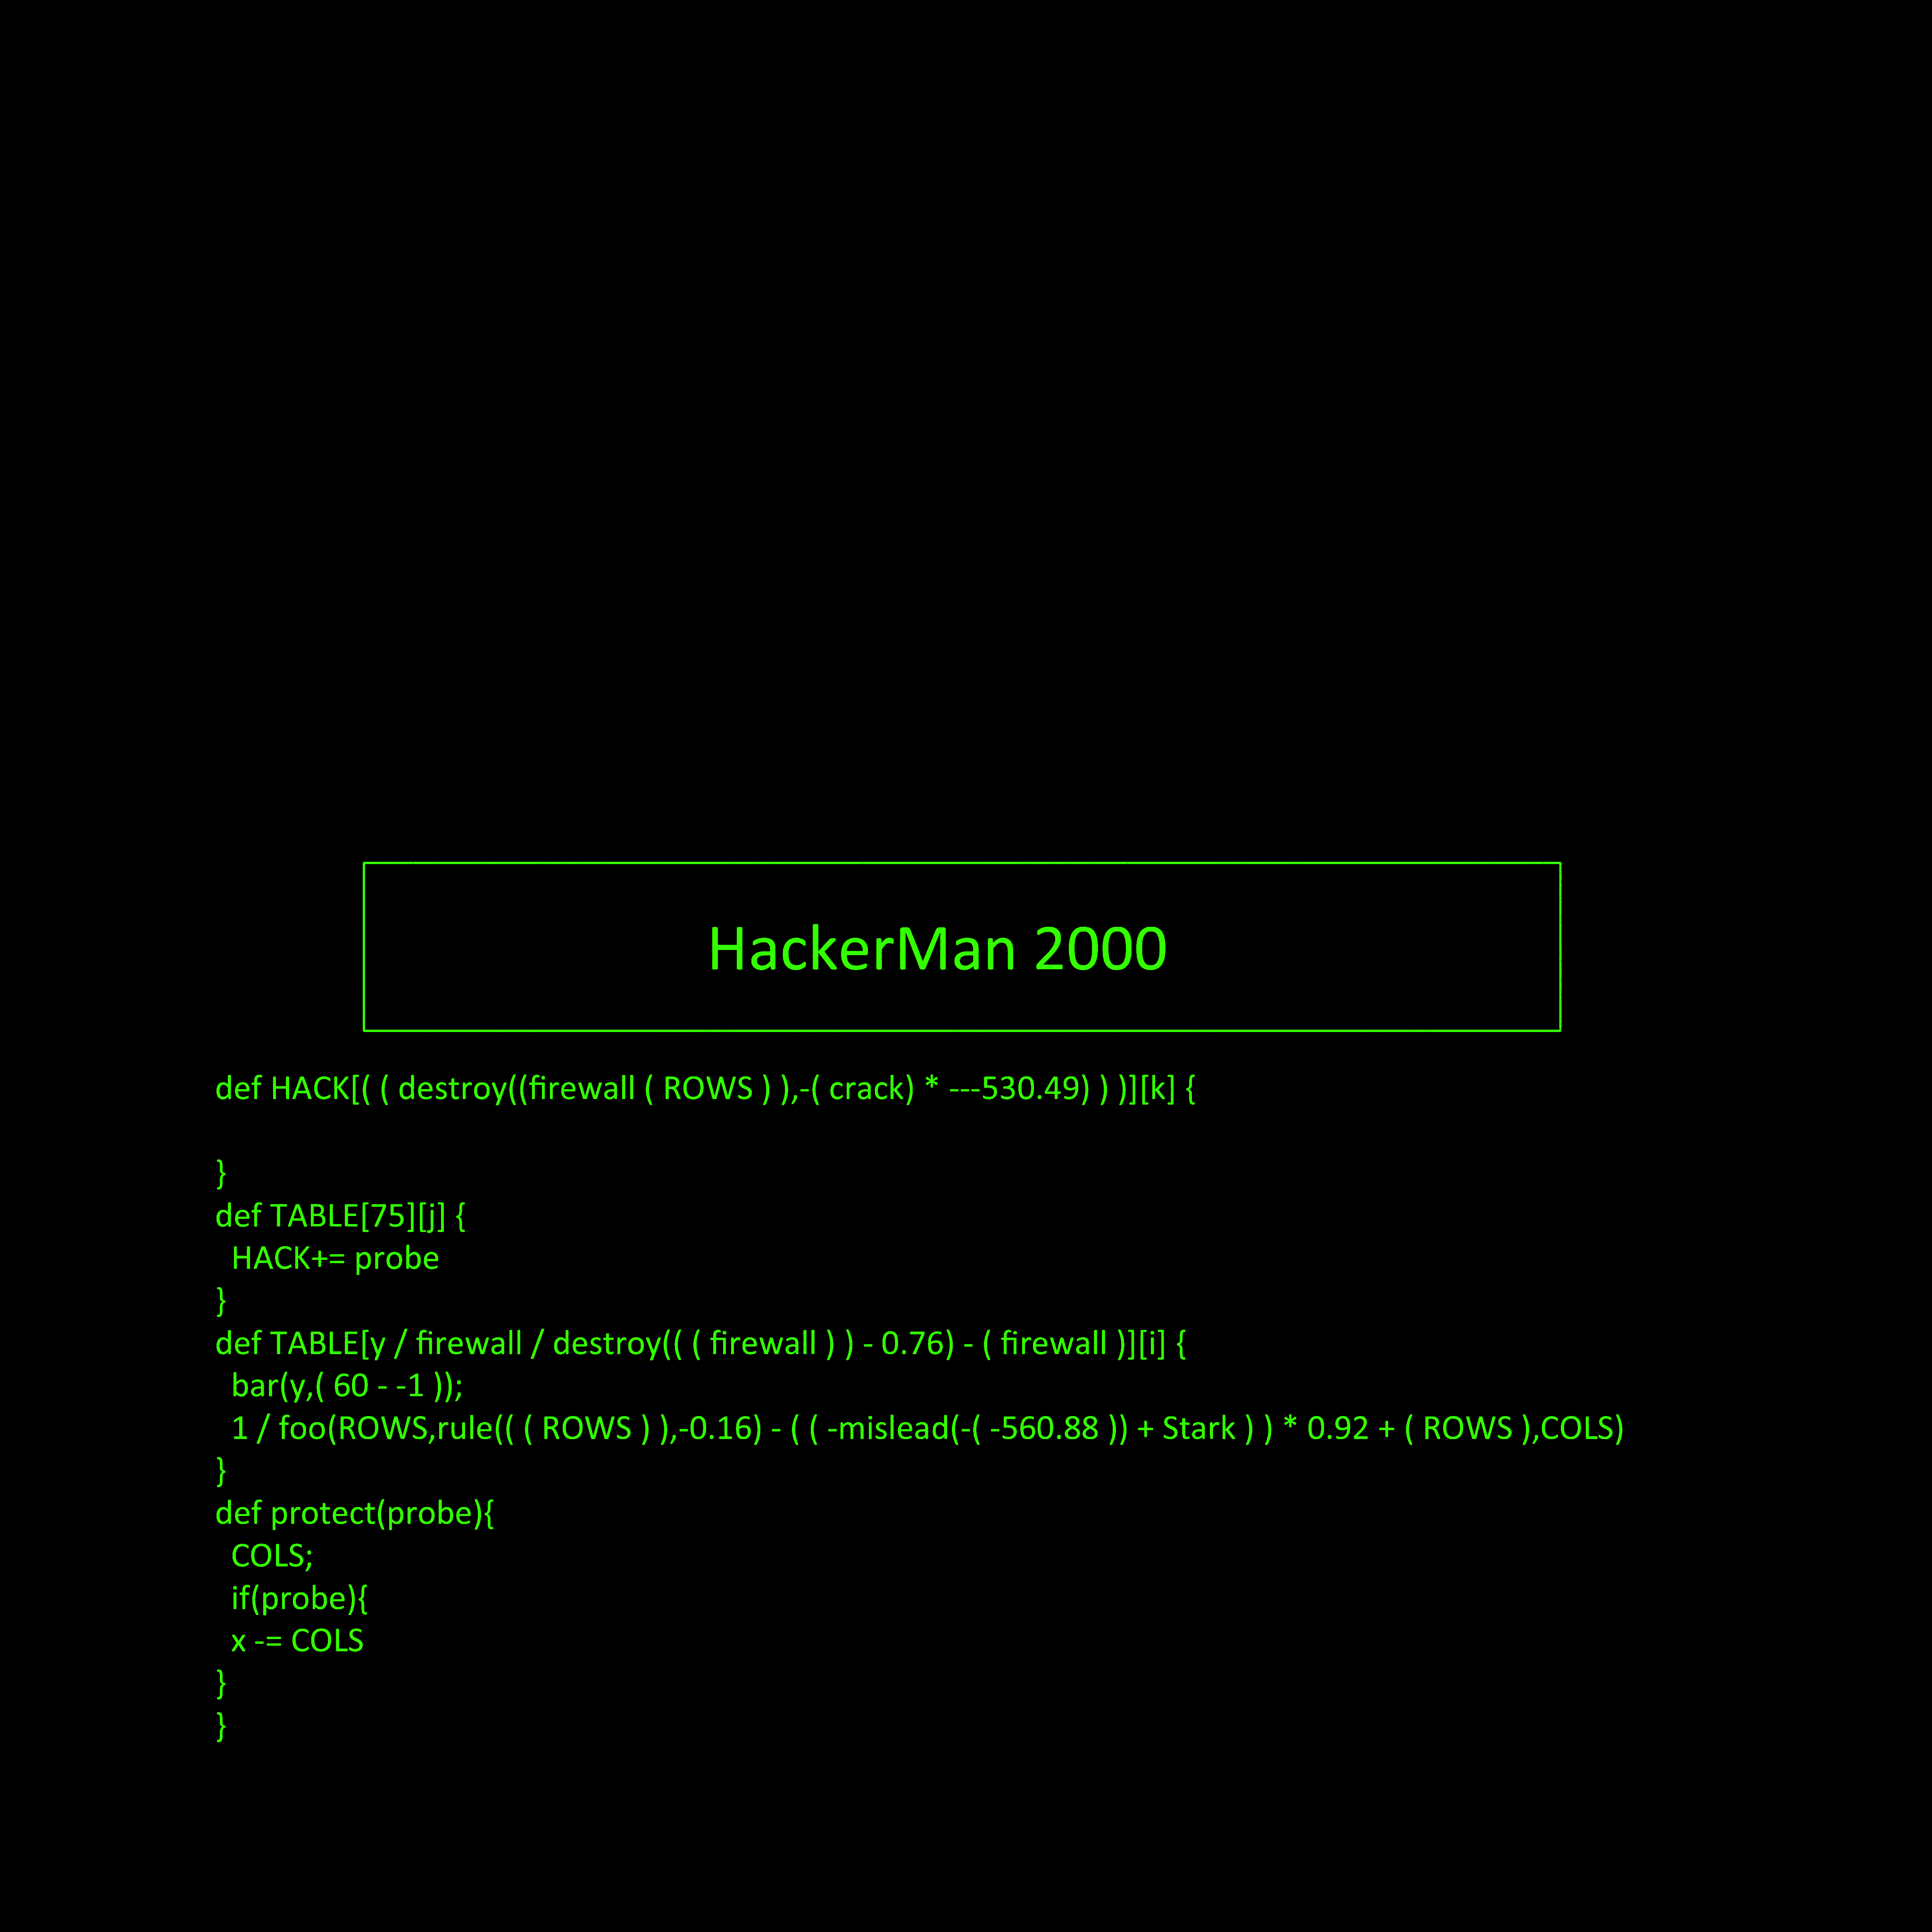 HackerMan 2000
def HACK[( ( destroy((firewall ( ROWS ) ),-( crack) * ---530.49) ) )][k] {
}
def TABLE[75][j] {
  HACK+= probe
}
def TABLE[y / firewall / destroy(( ( firewall ) ) - 0.76) - ( firewall )][i] {
  bar(y,( 60 - -1 ));
  1 / foo(ROWS,rule(( ( ROWS ) ),-0.16) - ( ( -mislead(-( -560.88 )) + Stark ) ) * 0.92 + ( ROWS ),COLS)
}
def protect(probe){
  COLS;
  if(probe){
  x -= COLS
}
}